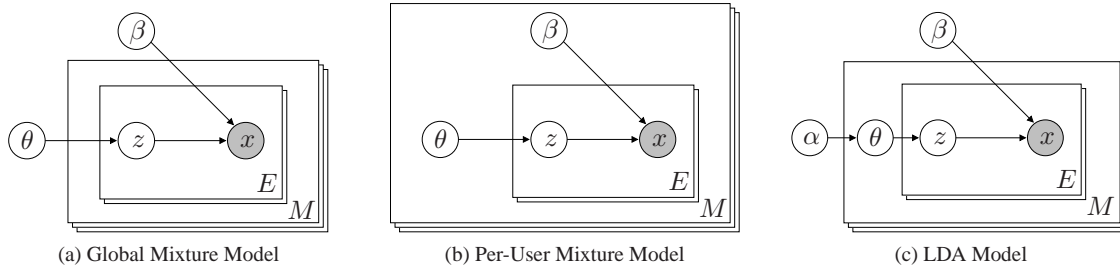 β
θ
z
x
E
M
(a) Global Mixture Model
β
θ
z
x
E
M
(b) Per-User Mixture Model
β
α
θ
z
x
E
M
(c) LDA Model